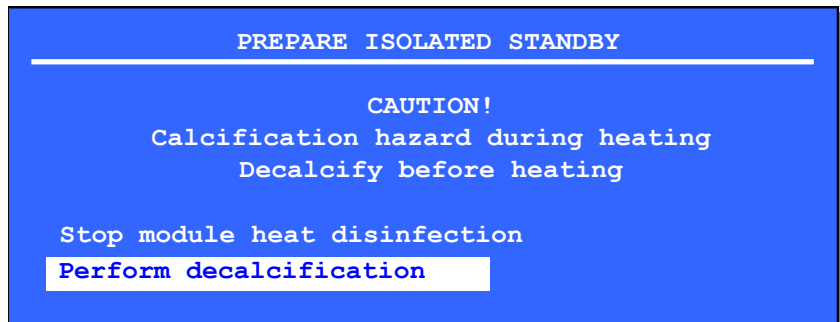 PREPARE ISOLATED STANDBY
CAUTION!
Calcification hazard during heating
Decalcify before heating
Stop module heat disinfection
Perform decalcification